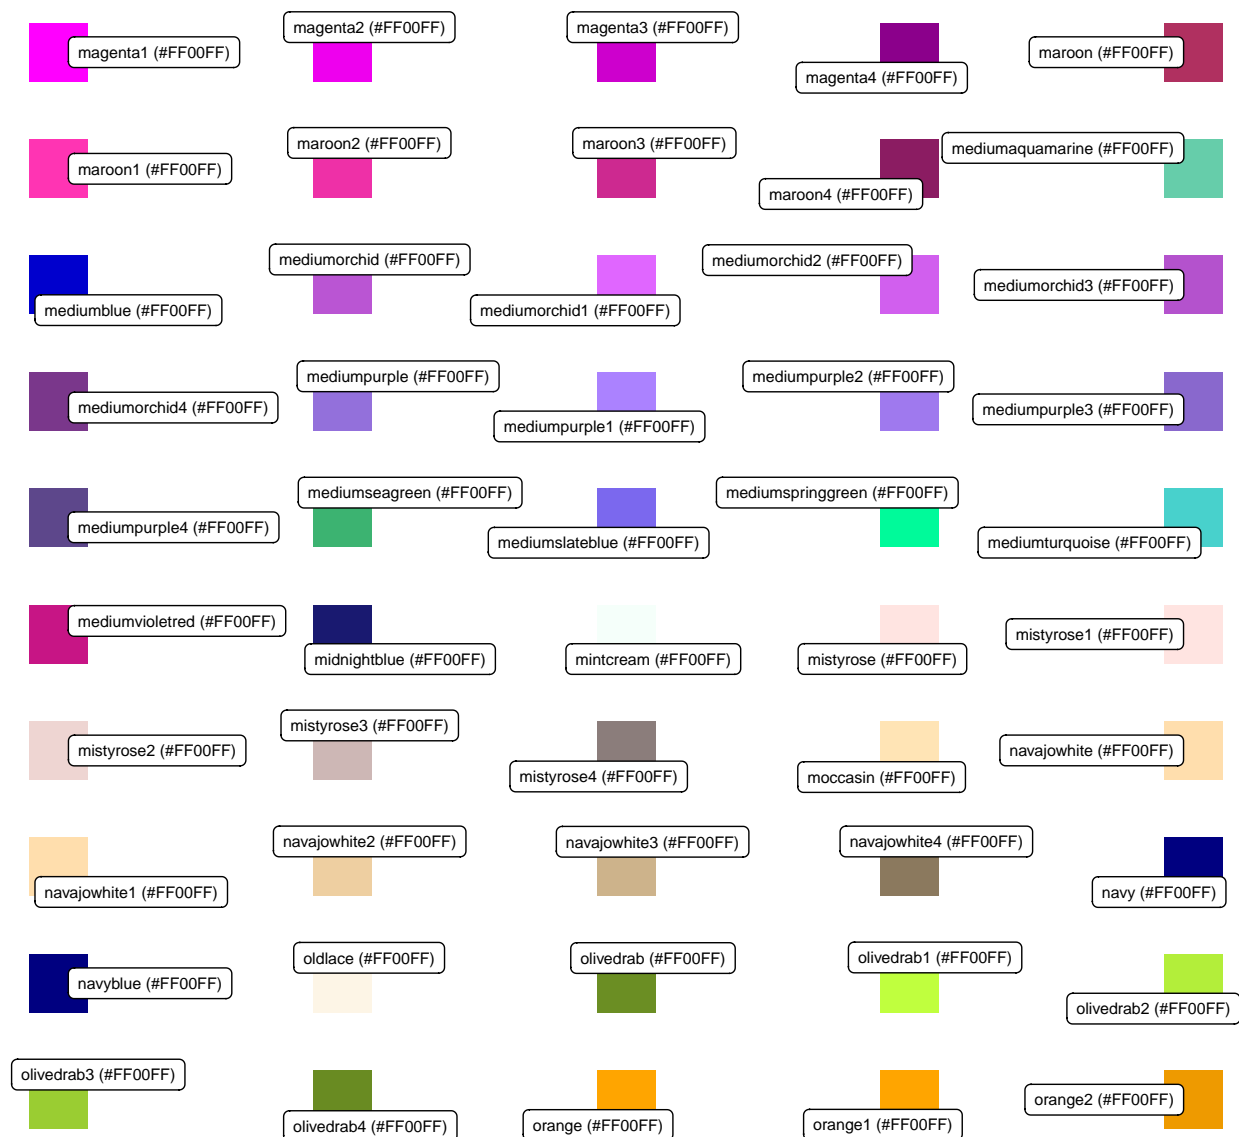 magenta1 (#FF00FF)
magenta2 (#FF00FF)
magenta3 (#FF00FF)
magenta4 (#FF00FF)
maroon (#FF00FF)
maroon1 (#FF00FF)
maroon2 (#FF00FF)
maroon3 (#FF00FF)
maroon4 (#FF00FF)
mediumaquamarine (#FF00FF)
mediumblue (#FF00FF)
mediumorchid (#FF00FF)
mediumorchid1 (#FF00FF)
mediumorchid2 (#FF00FF)
mediumorchid3 (#FF00FF)
mediumorchid4 (#FF00FF)
mediumpurple (#FF00FF)
mediumpurple1 (#FF00FF)
mediumpurple2 (#FF00FF)
mediumpurple3 (#FF00FF)
mediumpurple4 (#FF00FF)
mediumseagreen (#FF00FF)
mediumslateblue (#FF00FF)
mediumspringgreen (#FF00FF)
mediumturquoise (#FF00FF)
mediumvioletred (#FF00FF)
midnightblue (#FF00FF)
mintcream (#FF00FF)
mistyrose (#FF00FF)
mistyrose1 (#FF00FF)
mistyrose2 (#FF00FF)
mistyrose3 (#FF00FF)
mistyrose4 (#FF00FF)
moccasin (#FF00FF)
navajowhite (#FF00FF)
navajowhite1 (#FF00FF)
navajowhite2 (#FF00FF)
navajowhite3 (#FF00FF)
navajowhite4 (#FF00FF)
navy (#FF00FF)
navyblue (#FF00FF)
oldlace (#FF00FF)
olivedrab (#FF00FF)
olivedrab1 (#FF00FF)
olivedrab2 (#FF00FF)
olivedrab3 (#FF00FF)
olivedrab4 (#FF00FF)
orange (#FF00FF)
orange1 (#FF00FF)
orange2 (#FF00FF)